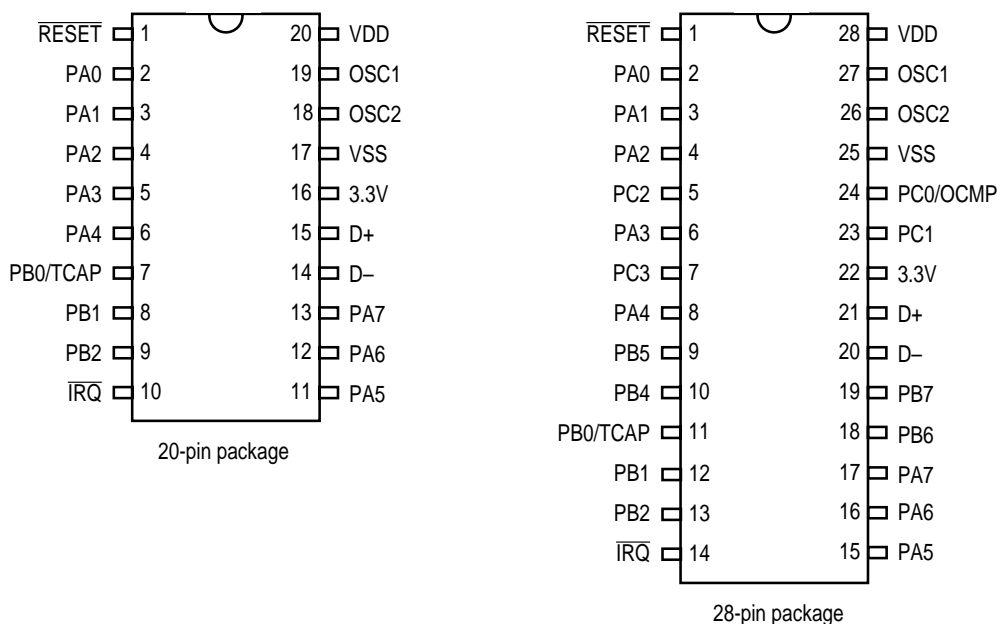 RESET 1 20 VDD
PA0 2 19 OSC1
PA1 3 18 OSC2
PA2 4 17 VSS
PA3 5 16 3.3V
PA4 6 15 D+
PB0/TCAP 7 14 D–
PB1 8 13 PA7
PB2 9 12 PA6
IRQ 10 11 PA5
20-pin package
RESET 1 28 VDD
PA0 2 27 OSC1
PA1 3 26 OSC2
PA2 4 25 VSS
PC2 5 24 PC0/OCMP
PA3 6 23 PC1
PC3 7 22 3.3V
PA4 8 21 D+
PB5 9 20 D–
PB4 10 19 PB7
PB0/TCAP 11 18 PB6
PB1 12 17 PA7
PB2 13 16 PA6
IRQ 14 15 PA5
28-pin package